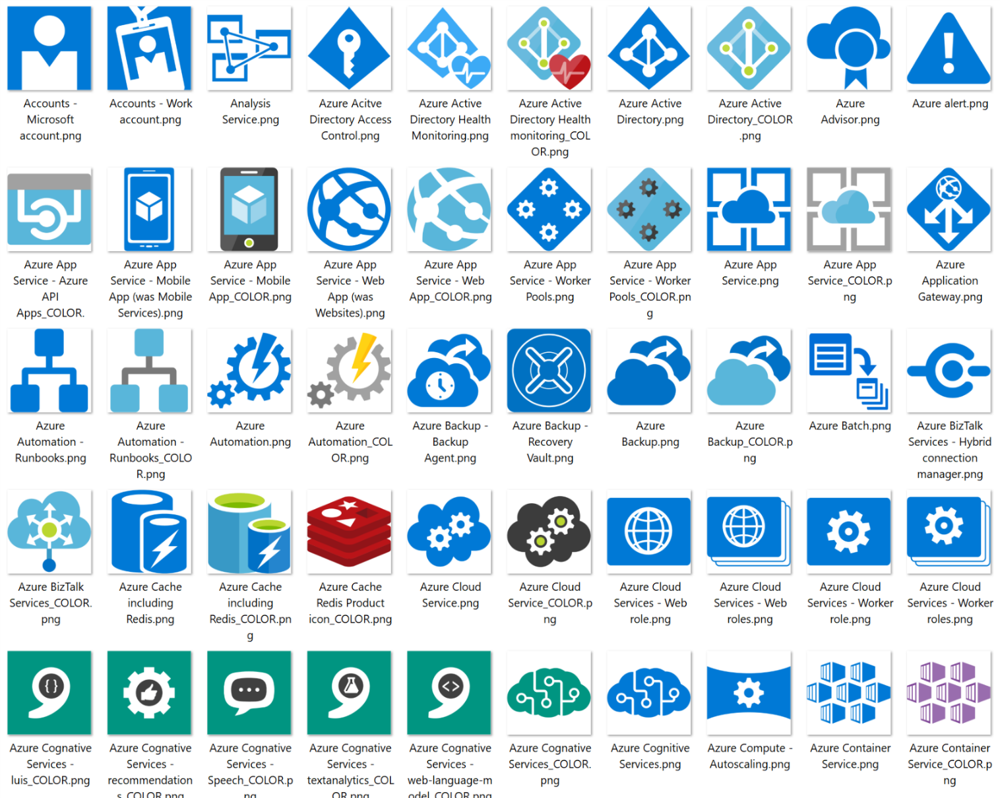 Accounts -
Microsoft
account.png
Accounts - Work
account.png
Analysis
Service.png
Azure Acitve
Directory Access
Control.png
Azure Active
Directory Health
Monitoring.png
Azure Active
Directory Health
monitoring_COL
OR.png
Azure Active
Directory.png
Azure Active
Directory_COLOR
.png
Azure
Advisor.png
Azure alert.png
Azure App
Service - Azure
API
Apps_COLOR.
Azure App
Service - Mobile
App (was Mobile
Services).png
Azure App
Service - Mobile
App_COLOR.png
Azure App
Service - Web
App (was
Websites).png
Azure App
Service - Web
App_COLOR.png
Azure App
Service - Worker
Pools.png
Azure App
Service - Worker
Pools_COLOR.pn
g
Azure App
Service.png
Azure App
Service_COLOR.p
ng
Azure
Application
Gateway.png
Azure
Automation -
Runbooks.png
Azure
Automation -
Runbooks_COLO
R.png
Azure
Automation.png
Azure
Automation_COL
OR.png
Azure Backup -
Backup
Agent.png
Azure Backup -
Recovery
Vault.png
Azure
Backup.png
Azure
Backup_COLOR.p
ng
Azure Batch.png
Azure BizTalk
Services - Hybrid
connection
manager.png
Azure BizTalk
Services_COLOR.
png
Azure Cache
including
Redis.png
Azure Cache
including
Redis_COLOR.pn
g
Azure Cache
Redis Product
icon_COLOR.png
Azure Cloud
Service.png
Azure Cloud
Service_COLOR.p
ng
Azure Cloud
Services - Web
role.png
Azure Cloud
Services - Web
roles.png
Azure Cloud
Services - Worker
role.png
Azure Cloud
Services - Worker
roles.png
Azure Cognative
Services -
luis_COLOR.png
Azure Cognative
Services -
recommendation
s_COLOR.png
Azure Cognative
Services -
Speech_COLOR.p
ng
Azure Cognative
Services -
textanalytics_COL
OR.png
Azure Cognative
Services -
web-language-m
odel_COLOR.png
Azure Cognative
Services_COLOR.
png
Azure Cognitive
Services.png
Azure Compute -
Autoscaling.png
Azure Container
Service.png
Azure Container
Service_COLOR.p
ng